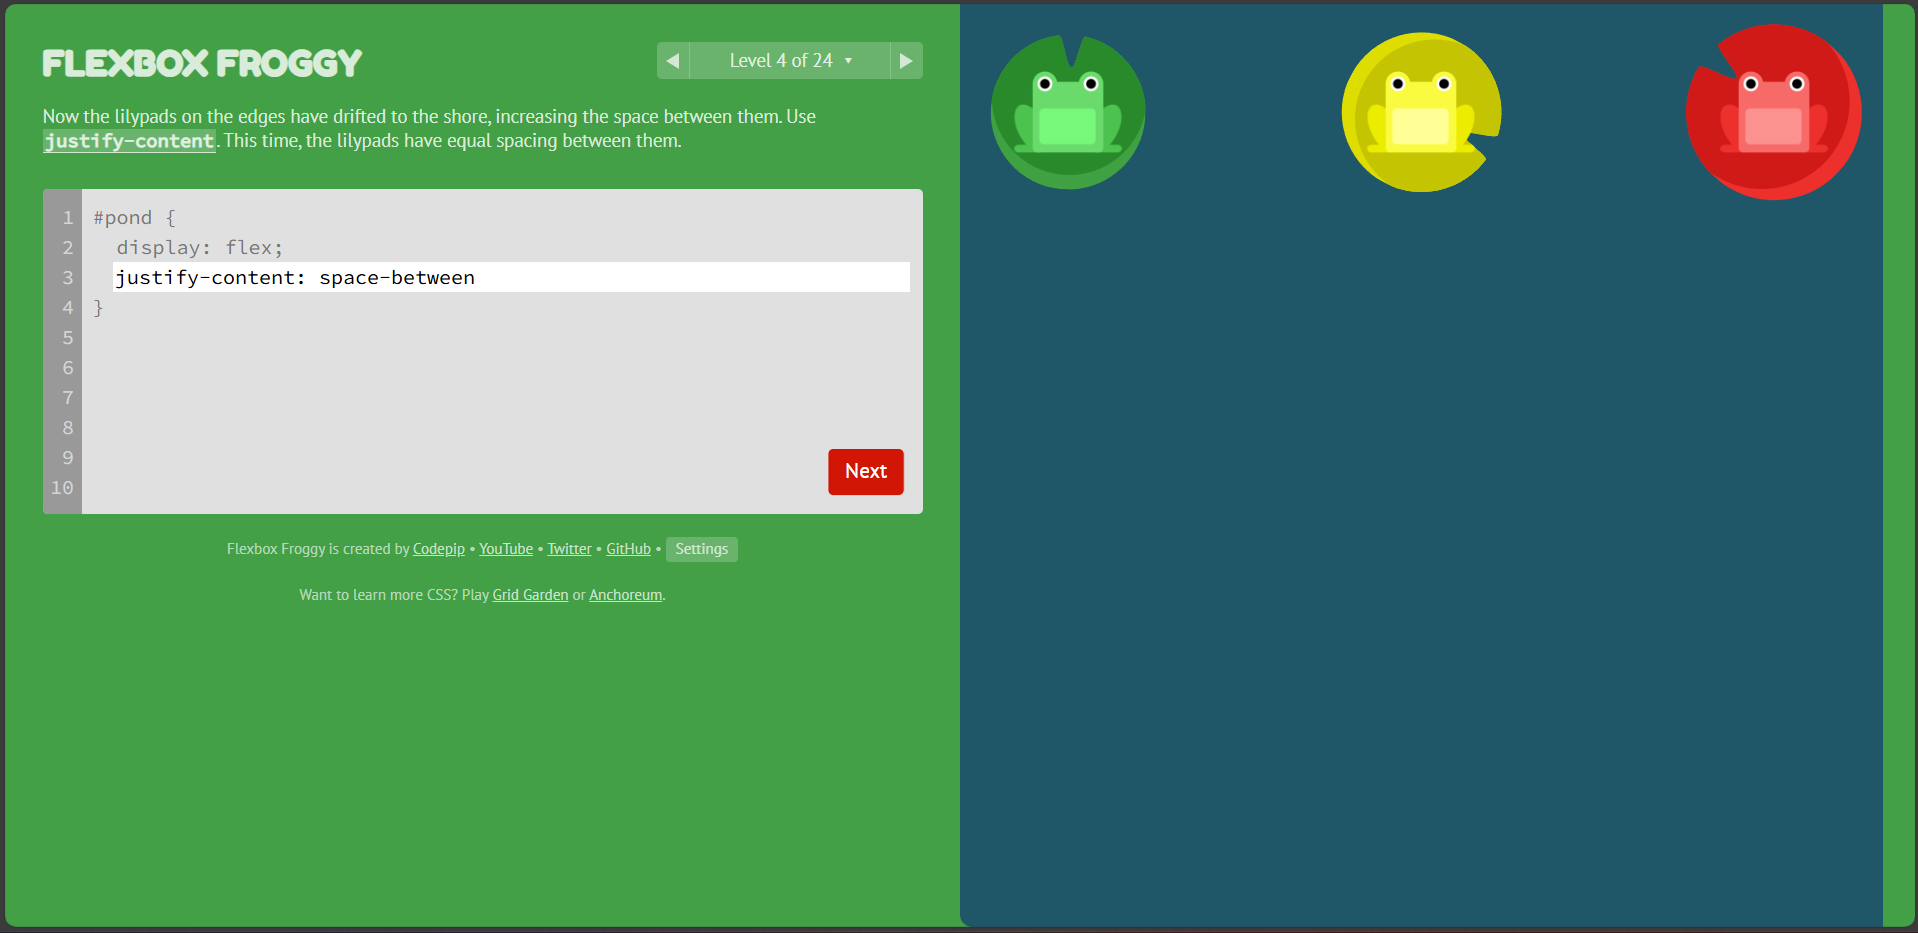 FLEXBOX FROGGY
◀ Level 4 of 24 ▼ ▶
Now the lilypads on the edges have drifted to the shore, increasing the space between them. Use
justify-content. This time, the lilypads have equal spacing between them.
1 #pond {
2 display: flex;
3 justify-content: space-between
4 }
5
6
7
8
9
10
Next
Flexbox Froggy is created by Codepip • YouTube • Twitter • GitHub • Settings
Want to learn more CSS? Play Grid Garden or Anchoreum.